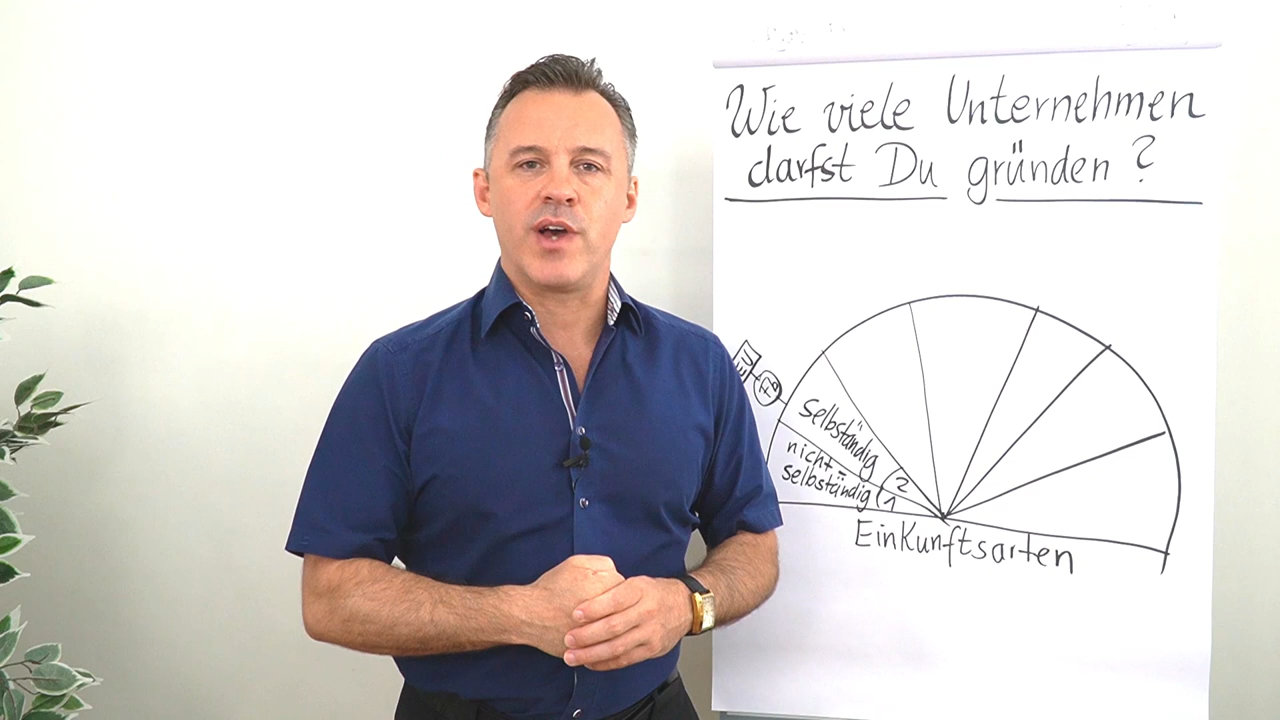 Wie viele Unternehmen
darfst Du gründen?
selbständig
2
nicht-
selbständig
1
Einkunftsarten